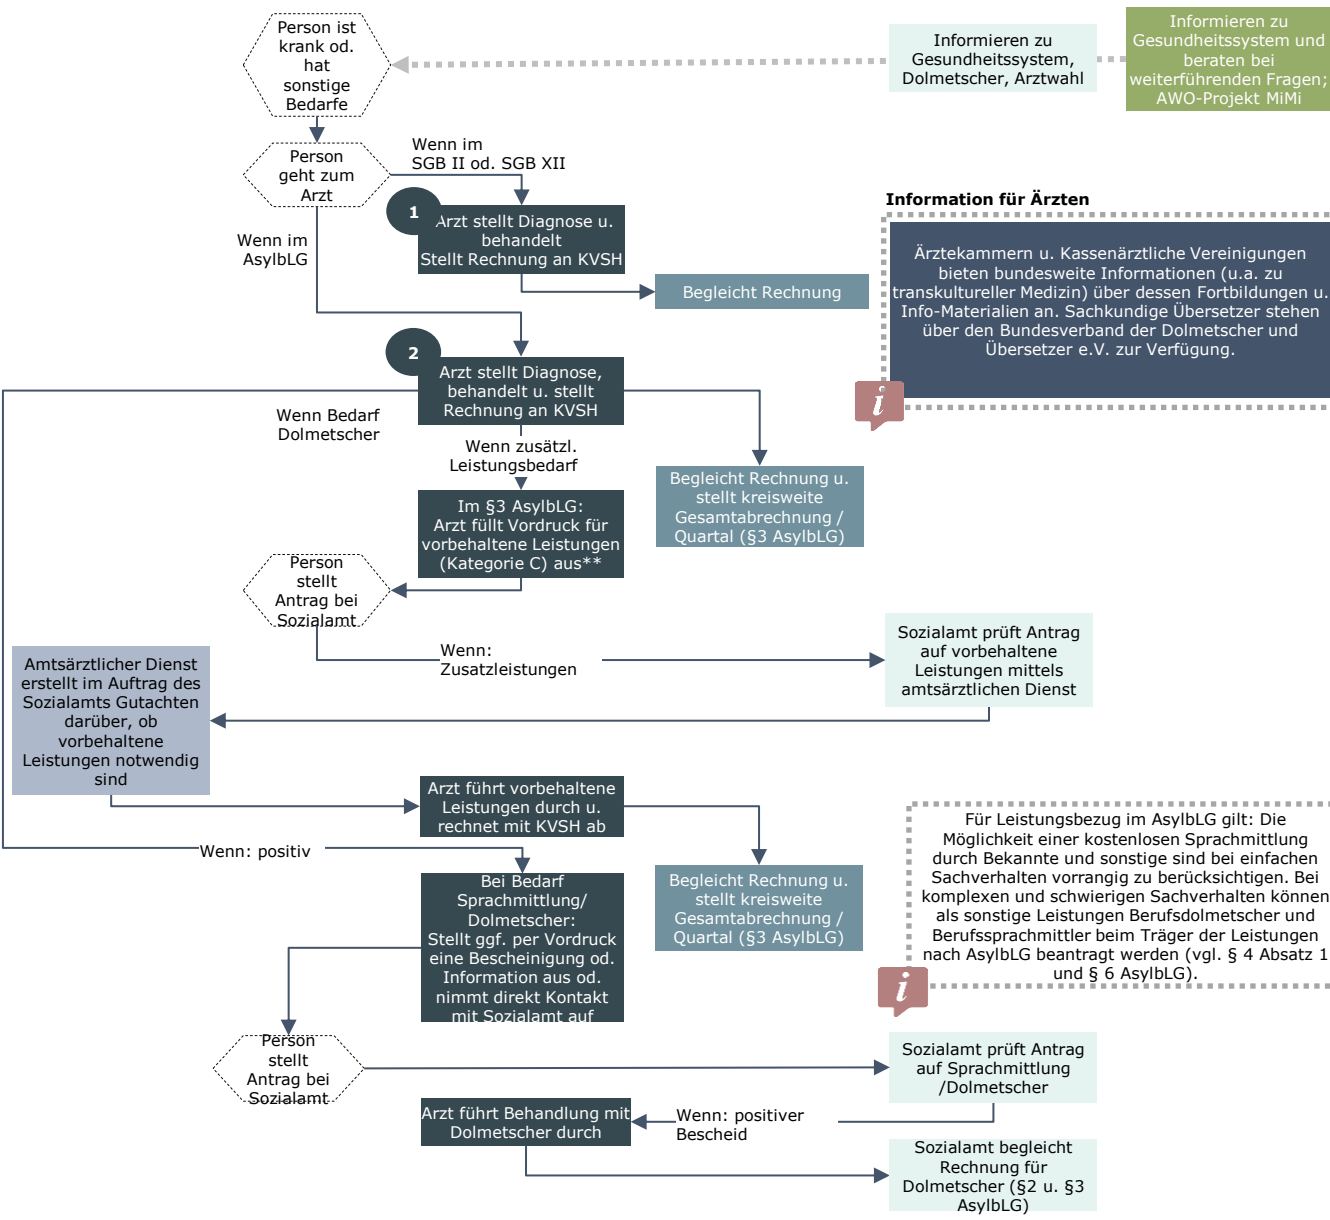 Person ist
krank od.
hat
sonstige
Bedarfe
Informieren zu
Gesundheitssystem,
Dolmetscher, Arztwahl
Informieren zu
Gesundheitssystem und
beraten bei
weiterführenden Fragen;
AWO-Projekt MiMi
Person
geht zum
Arzt
Wenn im
SGB II od. SGB XII
1
Arzt stellt Diagnose u.
behandelt
Stellt Rechnung an KVSH
Wenn im
AsylbLG
Begleicht Rechnung
Information für Ärzten
Ärztekammern u. Kassenärztliche Vereinigungen
bieten bundesweite Informationen (u.a. zu
transkultureller Medizin) über dessen Fortbildungen u.
Info-Materialien an. Sachkundige Übersetzer stehen
über den Bundesverband der Dolmetscher und
Übersetzer e.V. zur Verfügung.
i
2
Arzt stellt Diagnose,
behandelt u. stellt
Rechnung an KVSH
Wenn Bedarf
Dolmetscher
Wenn zusätzl.
Leistungsbedarf
Begleicht Rechnung u.
stellt kreisweite
Gesamtabrechnung /
Quartal (§3 AsylbLG)
Im §3 AsylbLG:
Arzt füllt Vordruck für
vorbehaltene Leistungen
(Kategorie C) aus**
Person
stellt
Antrag bei
Sozialamt
Wenn:
Zusatzleistungen
Sozialamt prüft Antrag
auf vorbehaltene
Leistungen mittels
amtsärztlichen Dienst
Amtsärztlicher Dienst
erstellt im Auftrag des
Sozialamts Gutachten
darüber, ob
vorbehaltene
Leistungen notwendig
sind
Arzt führt vorbehaltene
Leistungen durch u.
rechnet mit KVSH ab
Wenn: positiv
Begleicht Rechnung u.
stellt kreisweite
Gesamtabrechnung /
Quartal (§3 AsylbLG)
Für Leistungsbezug im AsylbLG gilt: Die
Möglichkeit einer kostenlosen Sprachmittlung
durch Bekannte und sonstige sind bei einfachen
Sachverhalten vorrangig zu berücksichtigen. Bei
komplexen und schwierigen Sachverhalten können
als sonstige Leistungen Berufsdolmetscher und
Berufssprachmittler beim Träger der Leistungen
nach AsylbLG beantragt werden (vgl. § 4 Absatz 1
und § 6 AsylbLG).
i
Bei Bedarf
Sprachmittlung/
Dolmetscher:
Stellt ggf. per Vordruck
eine Bescheinigung od.
Information aus od.
nimmt direkt Kontakt
mit Sozialamt auf
Person
stellt
Antrag bei
Sozialamt
Sozialamt prüft Antrag
auf Sprachmittlung
/Dolmetscher
Arzt führt Behandlung mit
Dolmetscher durch
Wenn: positiver
Bescheid
Sozialamt begleicht
Rechnung für
Dolmetscher (§2 u. §3
AsylbLG)